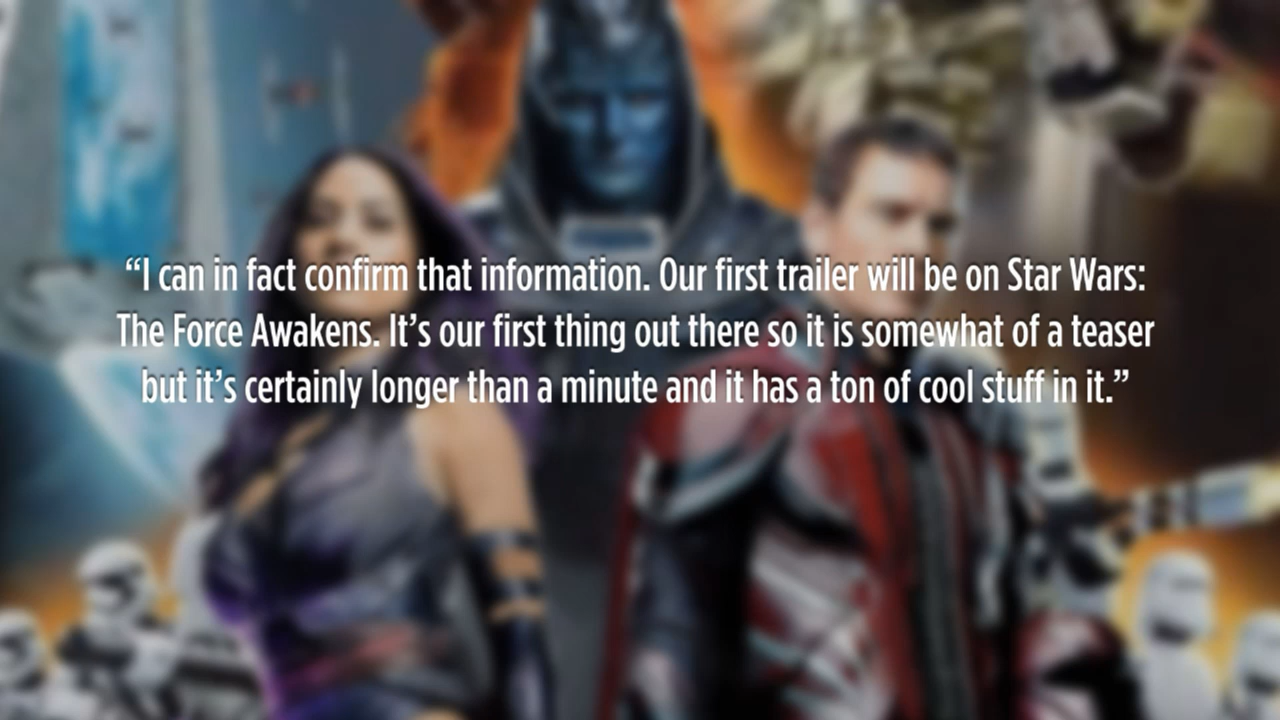 “I can in fact confirm that information. Our first trailer will be on Star Wars:
The Force Awakens. It’s our first thing out there so it is somewhat of a teaser
but it’s certainly longer than a minute and it has a ton of cool stuff in it.”